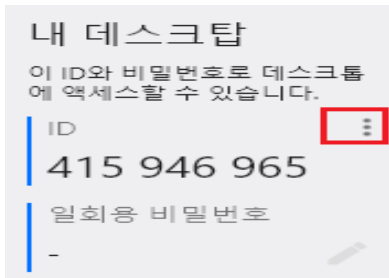 내 데스크탑
이 ID와 비밀번호로 데스크톱
에 액세스할 수 있습니다.
ID
415 946 965
일회용 비밀번호
-